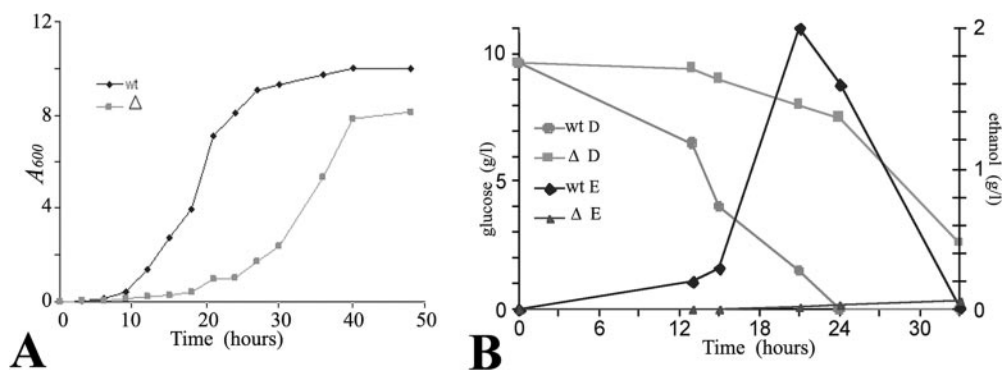 12
8
4
0
A600
wt
Δ
0
10
20
30
40
50
Time (hours)
A
10
5
0
glucose (g/l)
wt D
Δ D
wt E
Δ E
2
1
0
ethanol (g/l)
0
6
12
18
24
30
Time (hours)
B